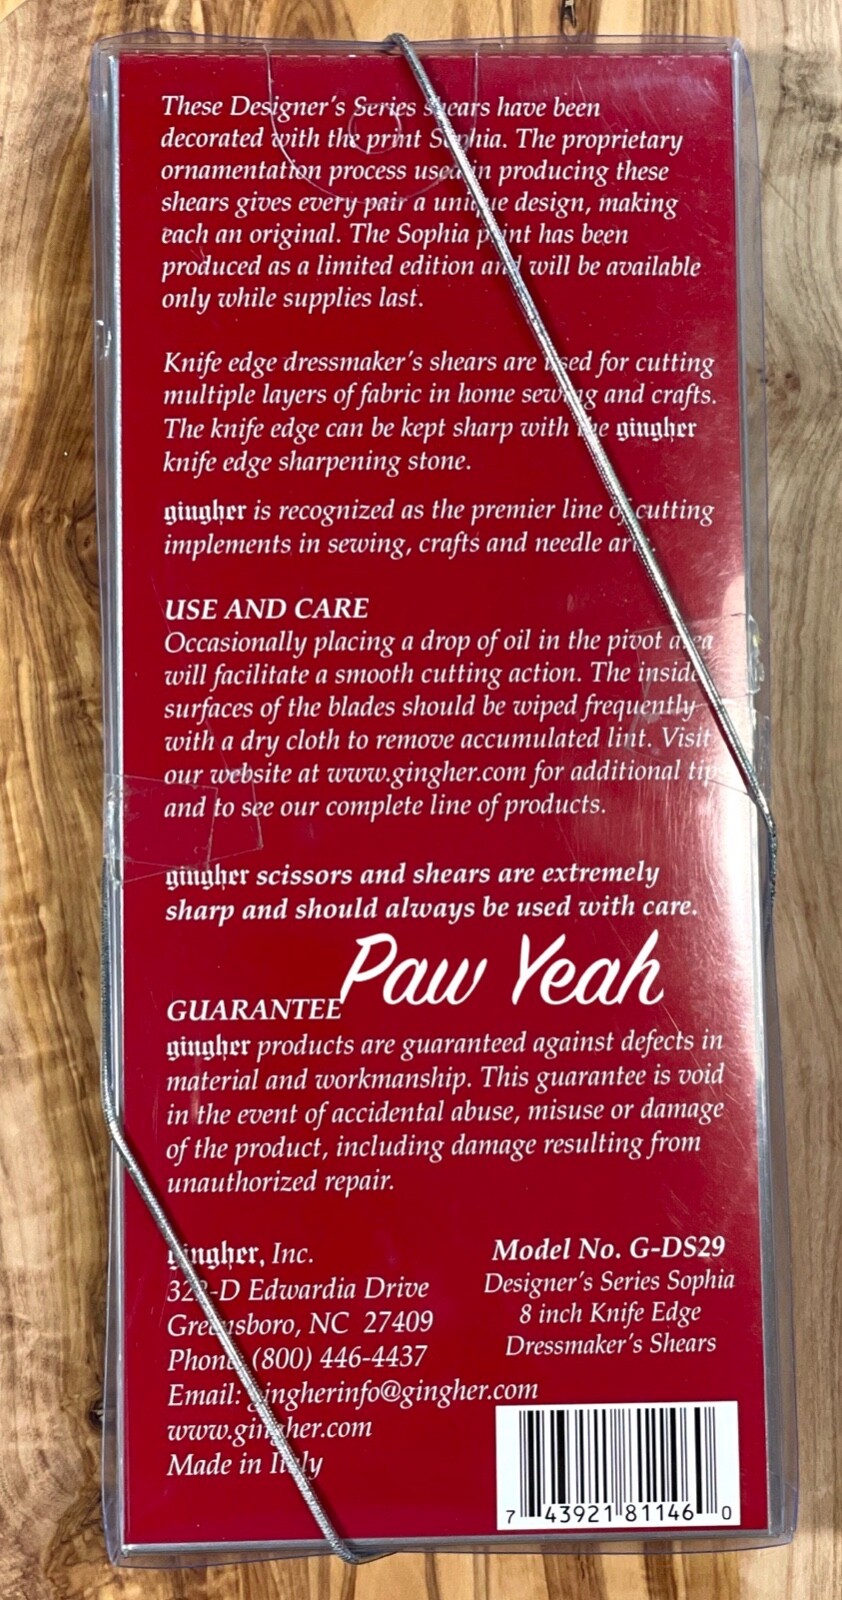 These Designer's Series shears have been
decorated with the print Sophia. The proprietary
ornamentation process used in producing these
shears gives every pair a unique design, making
each an original. The Sophia print has been
produced as a limited edition and will be available
only while supplies last.
Knife edge dressmaker's shears are used for cutting
multiple layers of fabric in home sewing and crafts.
The knife edge can be kept sharp with the gingher
knife edge sharpening stone.
gingher is recognized as the premier line of cutting
implements in sewing, crafts and needle arts.
USE AND CARE
Occasionally placing a drop of oil in the pivot area
will facilitate a smooth cutting action. The inside
surfaces of the blades should be wiped frequently
with a dry cloth to remove accumulated lint. Visit
our website at www.gingher.com for additional tips
and to see our complete line of products.
gingher scissors and shears are extremely
sharp and should always be used with care.
Paw Yeah
GUARANTEE
gingher products are guaranteed against defects in
material and workmanship. This guarantee is void
in the event of accidental abuse, misuse or damage
of the product, including damage resulting from
unauthorized repair.
gingher, Inc.
322-D Edwardia Drive
Greensboro, NC 27409
Phone (800) 446-4437
Email: gingherinfo@gingher.com
www.gingher.com
Made in Italy
Model No. G-DS29
Designer's Series Sophia
8 inch Knife Edge
Dressmaker's Shears
7 43921 81146 0